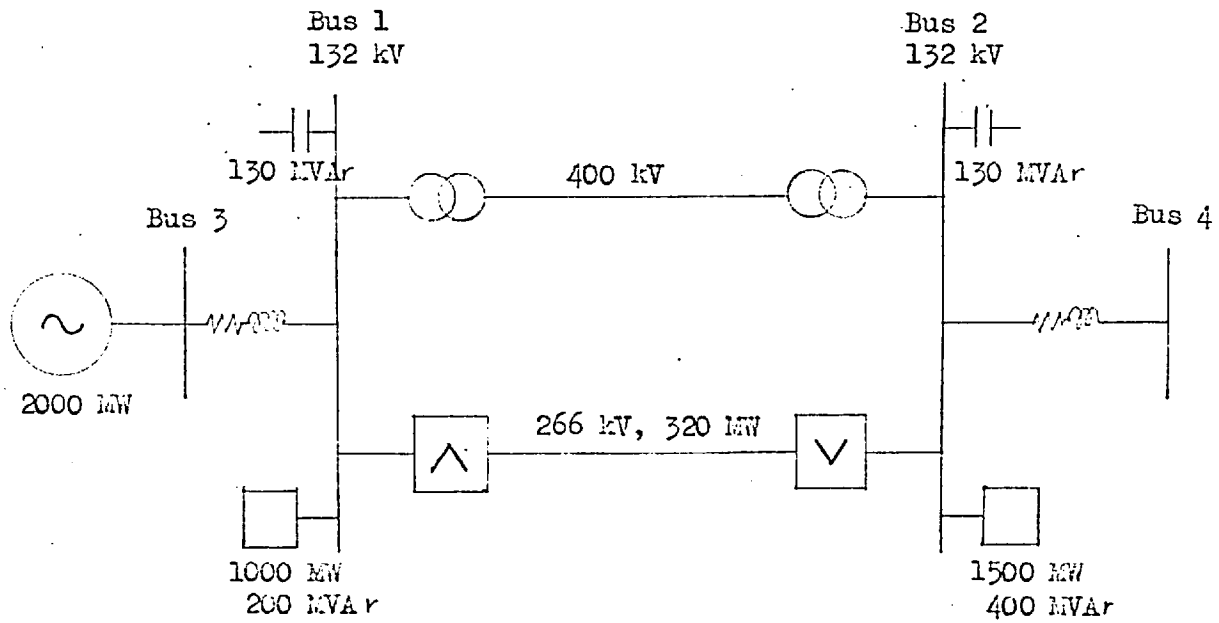 Bus 1
132 kV
Bus 2
132 kV
130 MVAr
400 kV
130 MVAr
Bus 3
Bus 4
2000 MW
266 kV, 320 MW
1000 MW
200 MVAr
1500 MW
400 MVAr